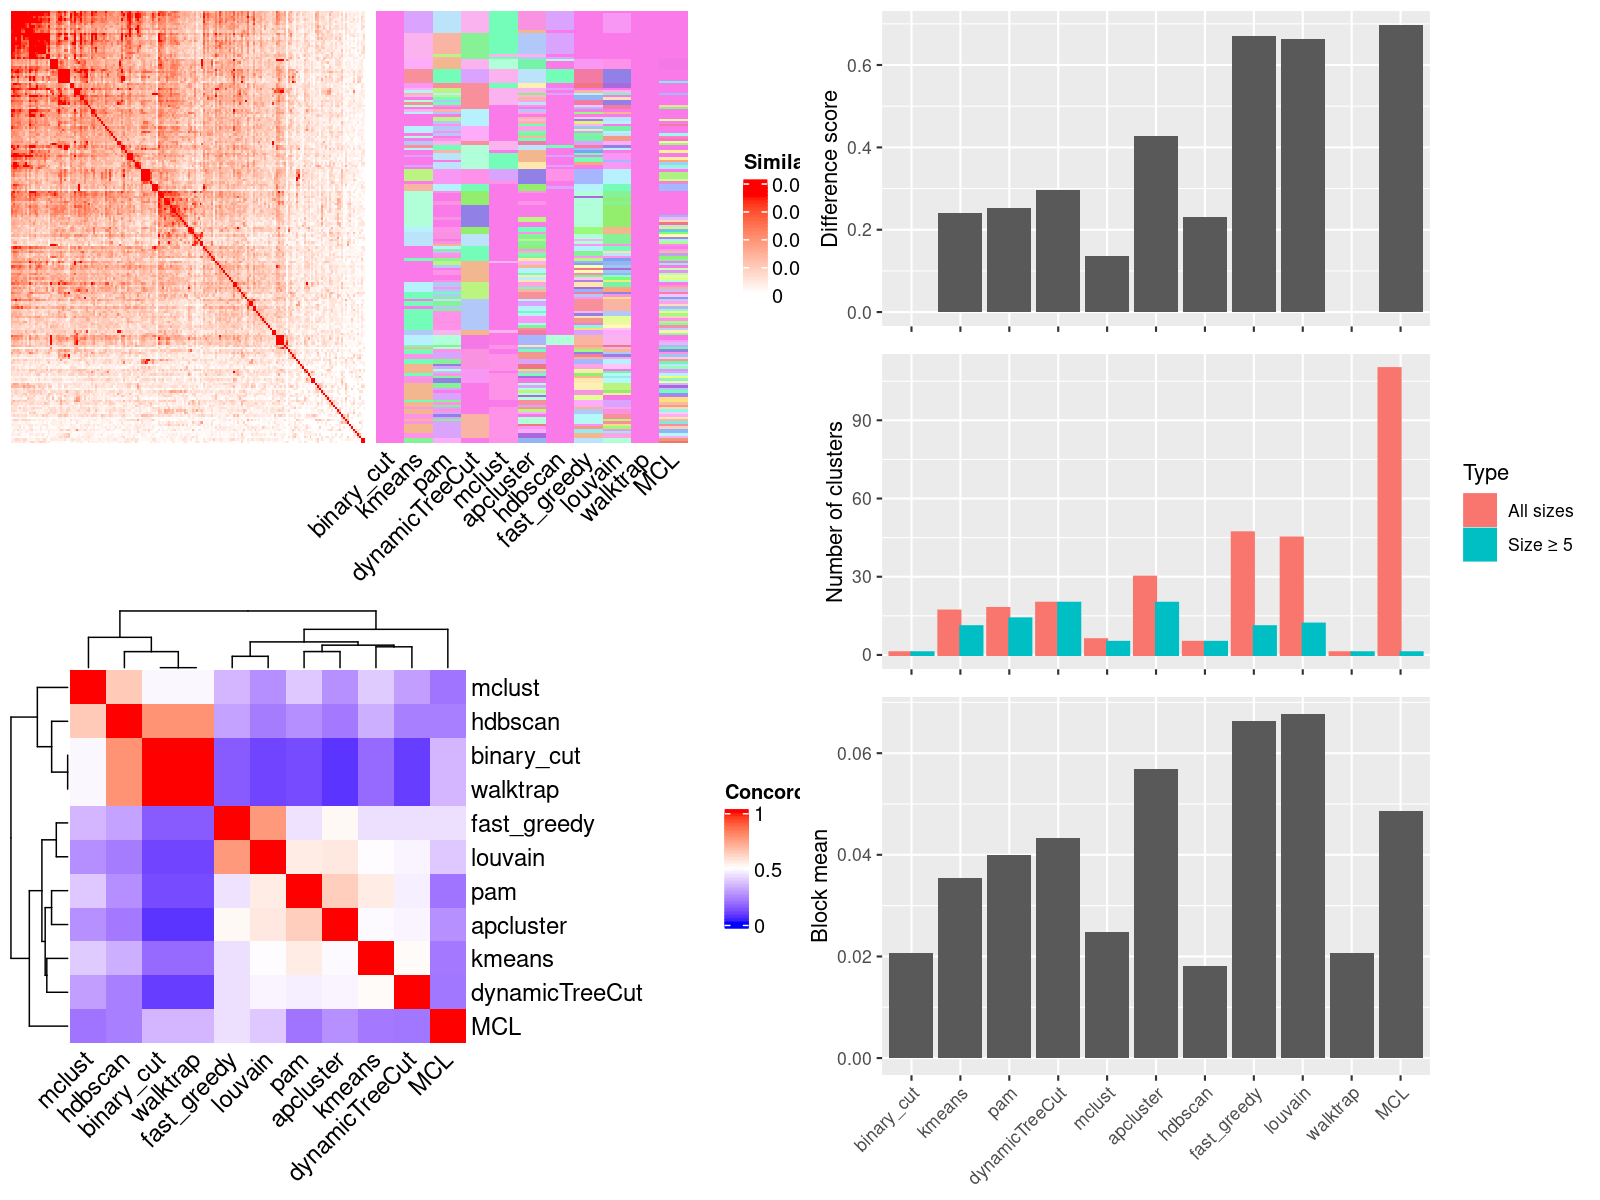 Simila
0.0
0.0
0.0
0.0
0
binary_cut
kmeans
pam
dynamicTreeCut
mclust
apcluster
hdbscan
fast_greedy
louvain
walktrap
MCL
mclust
hdbscan
binary_cut
walktrap
fast_greedy
louvain
pam
apcluster
kmeans
dynamicTreeCut
MCL
mclust
hdbscan
binary_cut
walktrap
fast_greedy
louvain
pam
apcluster
kmeans
dynamicTreeCut
MCL
Concord
1
0.5
0
Difference score
0.6
0.4
0.2
0.0
Number of clusters
90
60
30
0
Type
All sizes
Size ≥ 5
Block mean
0.06
0.04
0.02
0.00
binary_cut
kmeans
pam
dynamicTreeCut
mclust
apcluster
hdbscan
fast_greedy
louvain
walktrap
MCL